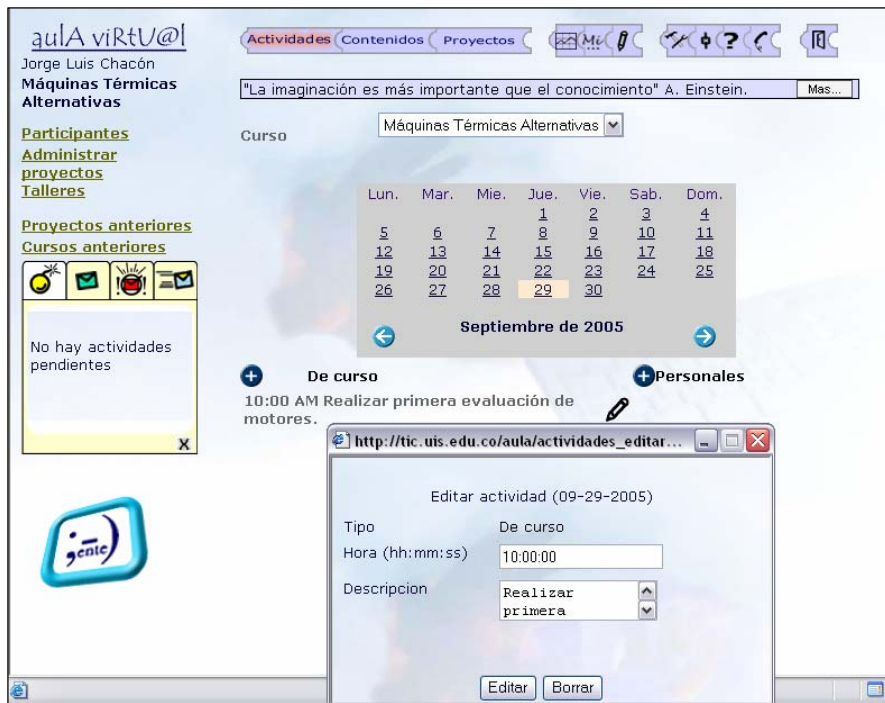 aulA viRtU@l
Jorge Luis Chacón
Máquinas Térmicas
Alternativas
Participantes
Administrar
proyectos
Talleres
Proyectos anteriores
Cursos anteriores
No hay actividades
pendientes
x
;-)
gente
Actividades Contenidos Proyectos Mi ?
"La imaginación es más importante que el conocimiento" A. Einstein. Mas...
Curso Máquinas Térmicas Alternativas
Lun. Mar. Mie. Jue. Vie. Sab. Dom.
1 2 3 4
5 6 7 8 9 10 11
12 13 14 15 16 17 18
19 20 21 22 23 24 25
26 27 28 29 30
Septiembre de 2005
De curso Personales
10:00 AM Realizar primera evaluación de
motores.
http://tic.uis.edu.co/aula/actividades_editar...
Editar actividad (09-29-2005)
Tipo De curso
Hora (hh:mm:ss) 10:00:00
Descripcion Realizar
primera
Editar Borrar